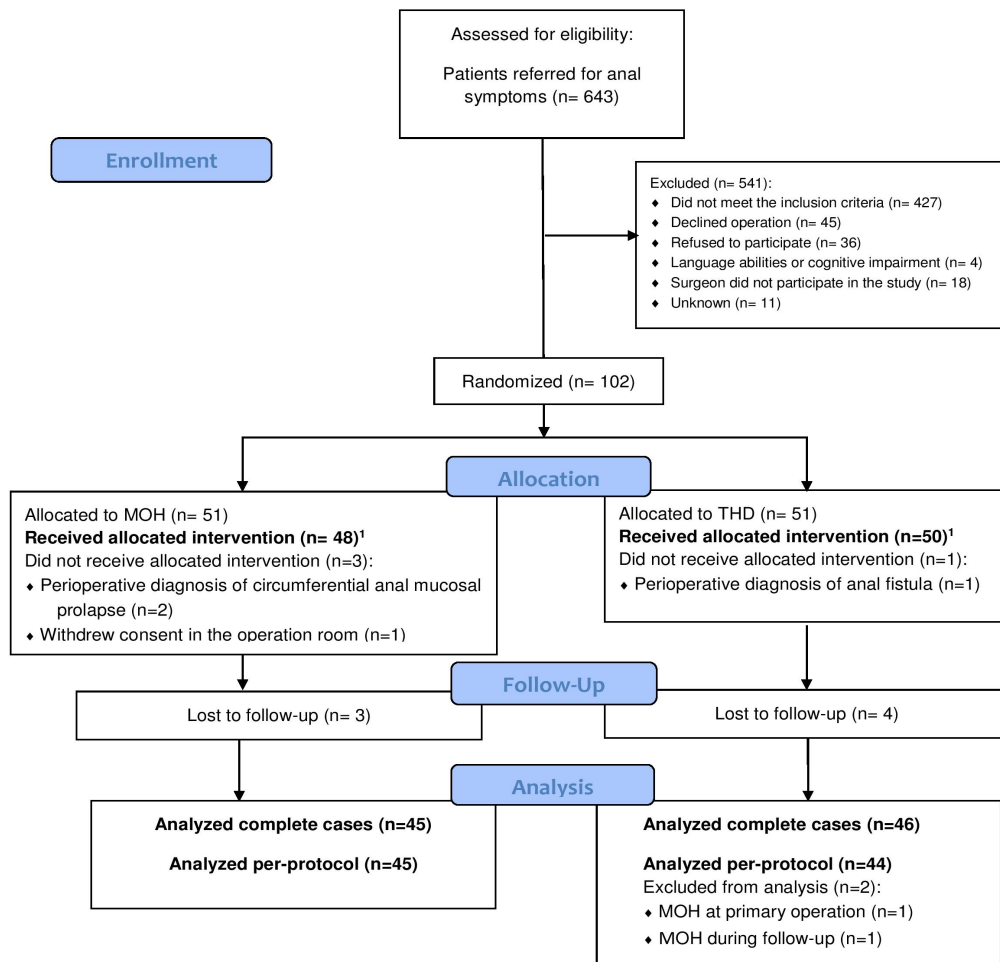 Assessed for eligibility:
Patients referred for anal
symptoms (n= 643)
Enrollment
Excluded (n= 541):
♦ Did not meet the inclusion criteria (n= 427)
♦ Declined operation (n= 45)
♦ Refused to participate (n= 36)
♦ Language abilities or cognitive impairment (n= 4)
♦ Surgeon did not participate in the study (n= 18)
♦ Unknown (n= 11)
Randomized (n= 102)
Allocation
Allocated to MOH (n= 51)
Received allocated intervention (n= 48)¹
Did not receive allocated intervention (n=3):
♦ Perioperative diagnosis of circumferential anal mucosal
prolapse (n=2)
♦ Withdrew consent in the operation room (n=1)
Allocated to THD (n= 51)
Received allocated intervention (n=50)¹
Did not receive allocated intervention (n=1):
♦ Perioperative diagnosis of anal fistula (n=1)
Follow-Up
Lost to follow-up (n= 3)
Lost to follow-up (n= 4)
Analysis
Analyzed complete cases (n=45)
Analyzed per-protocol (n=45)
Analyzed complete cases (n=46)
Analyzed per-protocol (n=44)
Excluded from analysis (n=2):
♦ MOH at primary operation (n=1)
♦ MOH during follow-up (n=1)